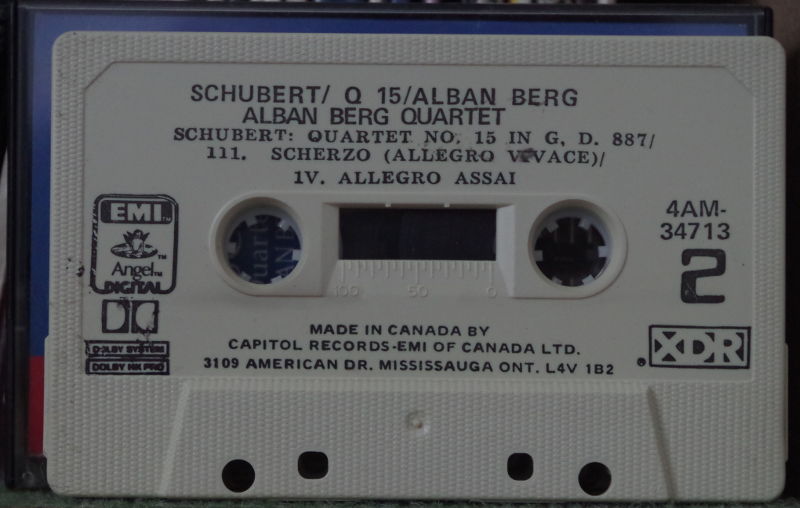 SCHUBERT/ Q 15/ALBAN BERG
ALBAN BERG QUARTET
SCHUBERT: QUARTET NO. 15 IN G, D. 887/
111. SCHERZO (ALLEGRO VIVACE)/
1V. ALLEGRO ASSAI
EMI TM
Angel TM
DIGITAL
DOLBY SYSTEM
DOLBY HX PRO
4AM-
34713
2
100 50 0
MADE IN CANADA BY
CAPITOL RECORDS-EMI OF CANADA LTD.
3109 AMERICAN DR. MISSISSAUGA ONT. L4V 1B2
XDR